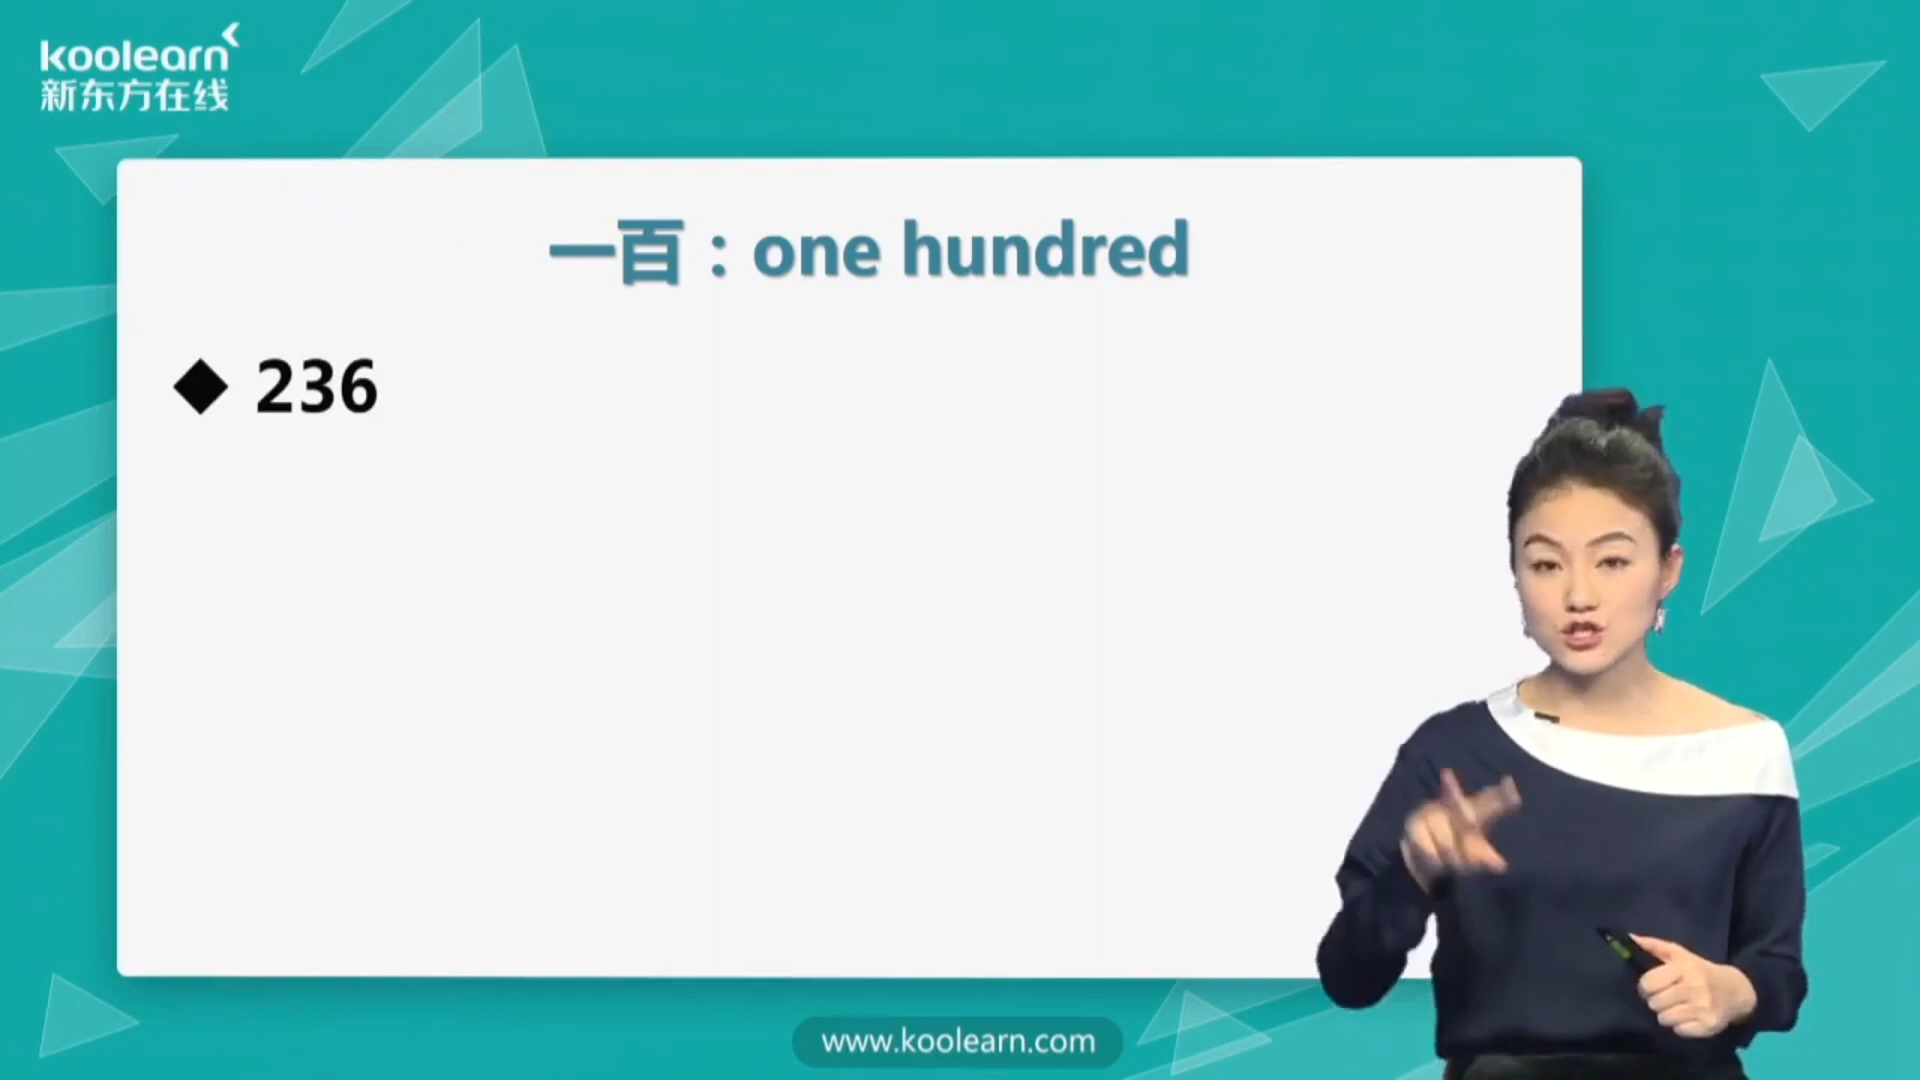 koolearn
新东方在线
一百：one hundred
◆ 236
www.koolearn.com